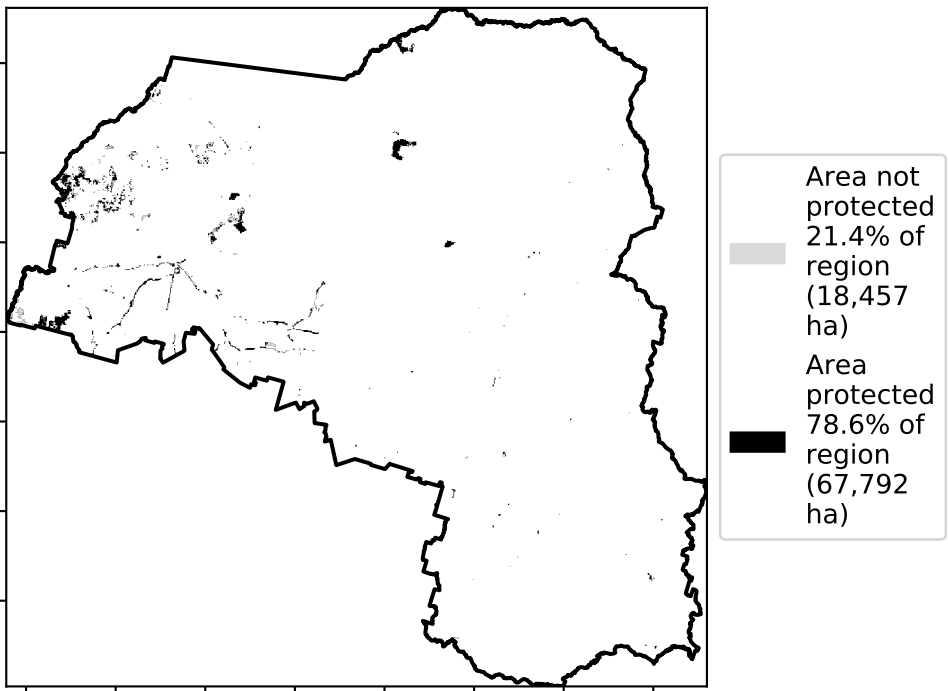 Area not
protected
21.4% of
region
(18,457
ha)
Area
protected
78.6% of
region
(67,792
ha)